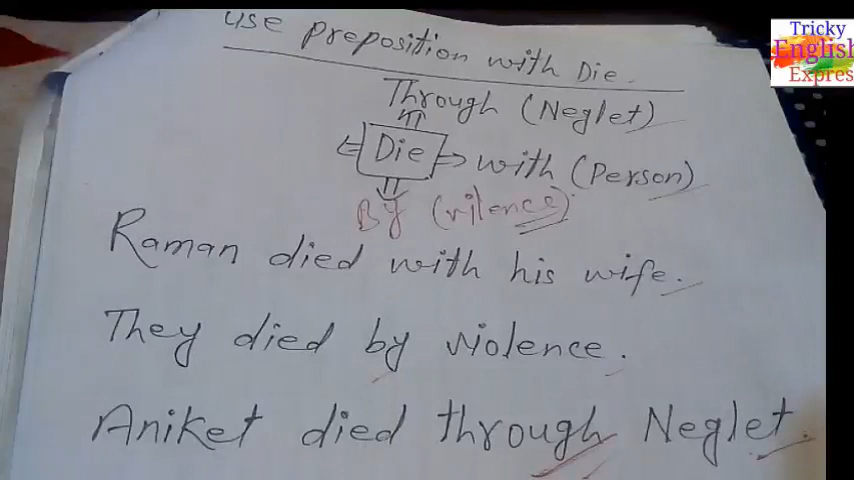 use preposition with Die.
Tricky
English
Expres
Through (Neglet)
Die
with (Person)
By (vilence)
Raman died with his wife.
They died by violence.
Aniket died through Neglet.